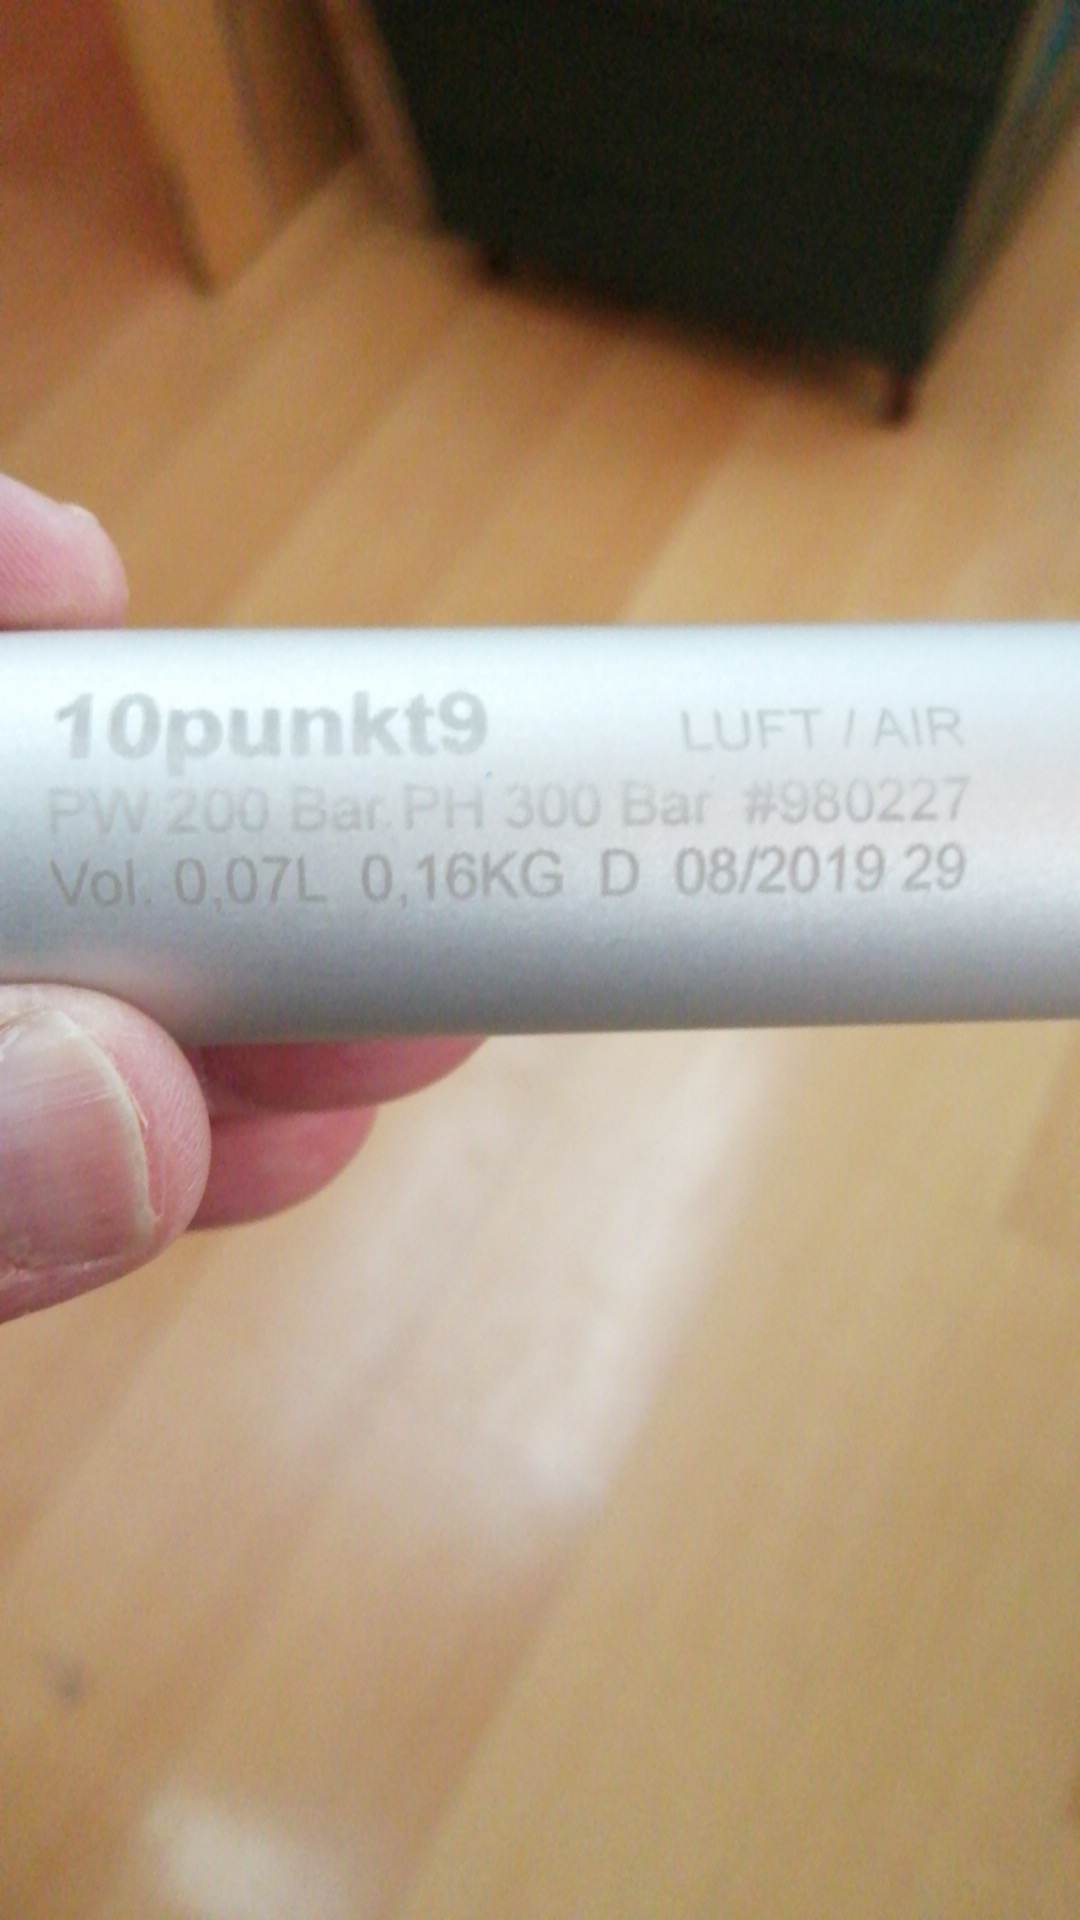 10punkt9 LUFT / AIR
PW 200 Bar PH 300 Bar #980227
Vol. 0,07L 0,16KG D 08/2019 29